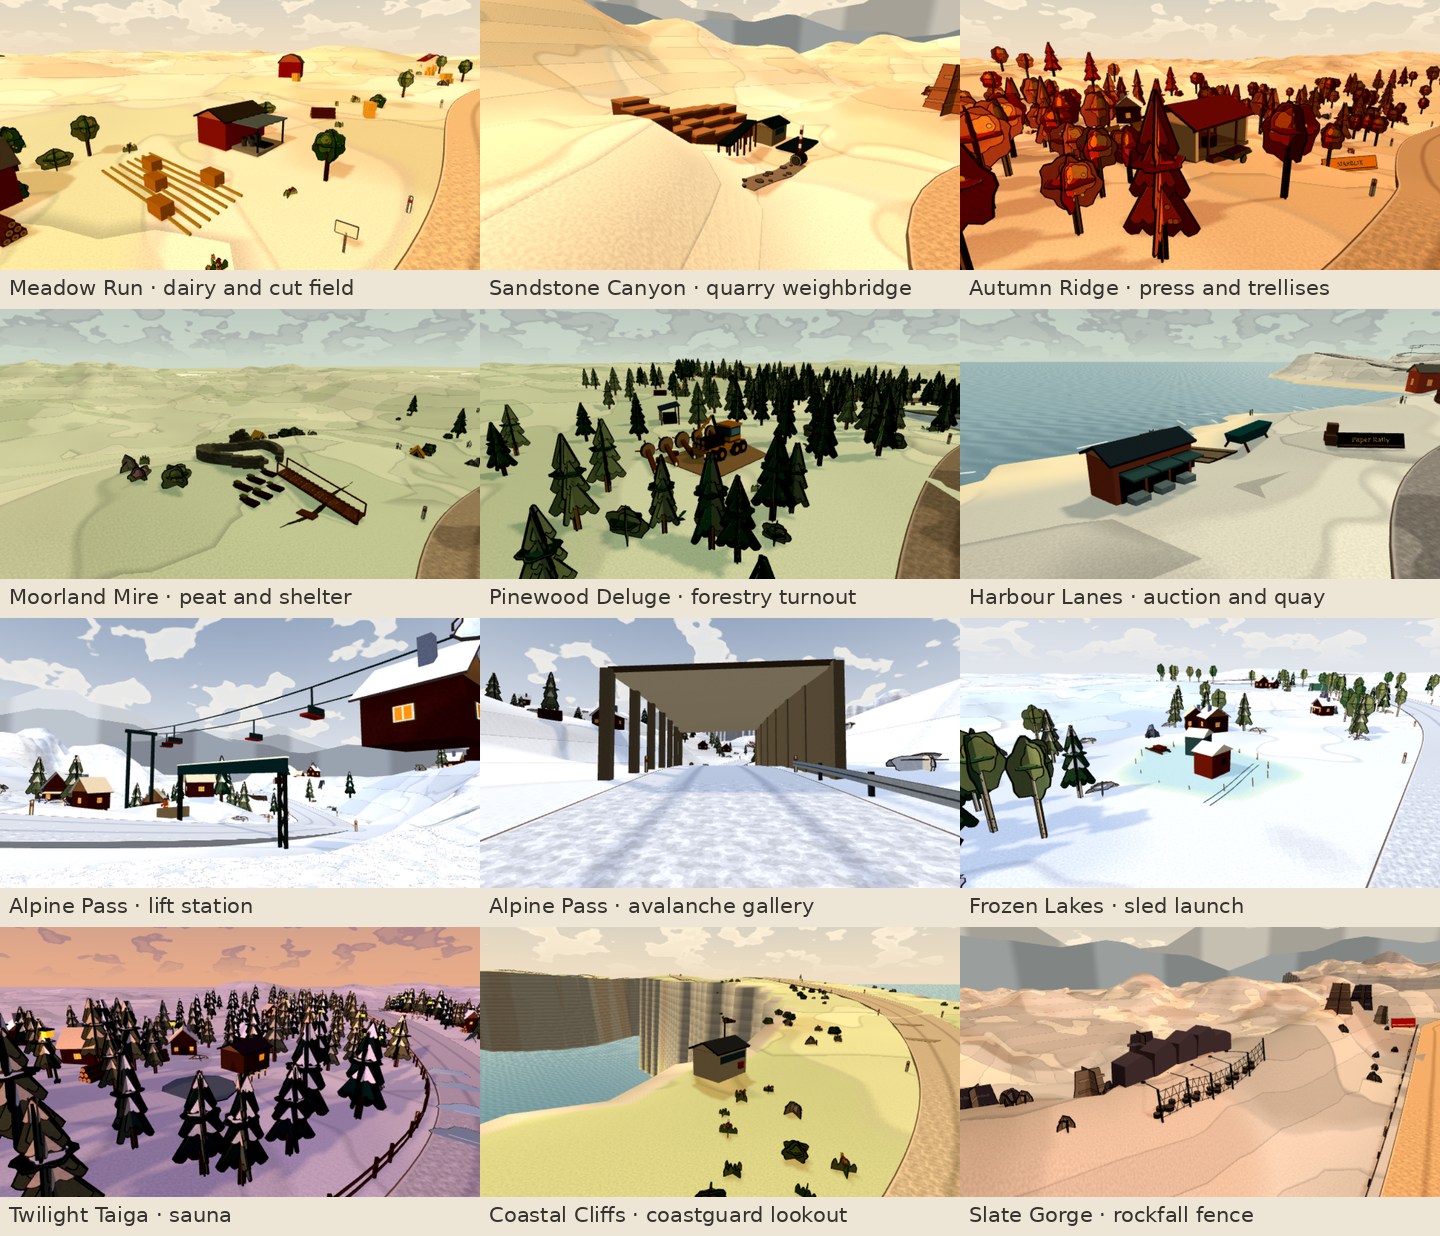 Meadow Run · dairy and cut field
Sandstone Canyon · quarry weighbridge
Autumn Ridge · press and trellises
Paper Rally
Moorland Mire · peat and shelter
Pinewood Deluge · forestry turnout
Harbour Lanes · auction and quay
Alpine Pass · lift station
Alpine Pass · avalanche gallery
Frozen Lakes · sled launch
Twilight Taiga · sauna
Coastal Cliffs · coastguard lookout
Slate Gorge · rockfall fence